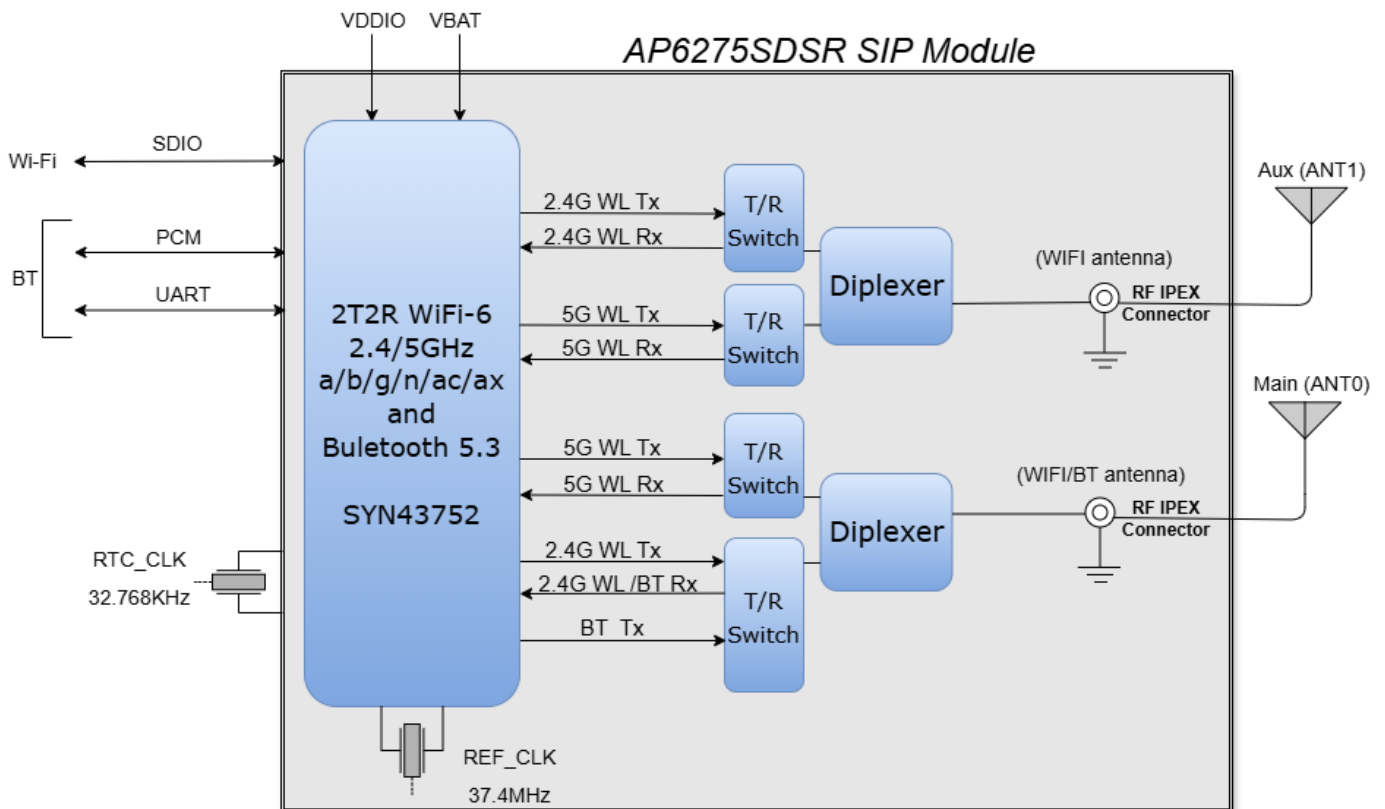 VDDIO VBAT
AP6275SDSR SIP Module
Wi-Fi
SDIO
BT
PCM
UART
2T2R WiFi-6
2.4/5GHz
a/b/g/n/ac/ax
and
Buletooth 5.3
SYN43752
2.4G WL Tx
2.4G WL Rx
T/R
Switch
5G WL Tx
5G WL Rx
T/R
Switch
Diplexer
(WIFI antenna)
RF IPEX
Connector
Aux (ANT1)
5G WL Tx
5G WL Rx
T/R
Switch
2.4G WL Tx
2.4G WL /BT Rx
BT Tx
T/R
Switch
Diplexer
(WIFI/BT antenna)
RF IPEX
Connector
Main (ANT0)
RTC_CLK
32.768KHz
REF_CLK
37.4MHz